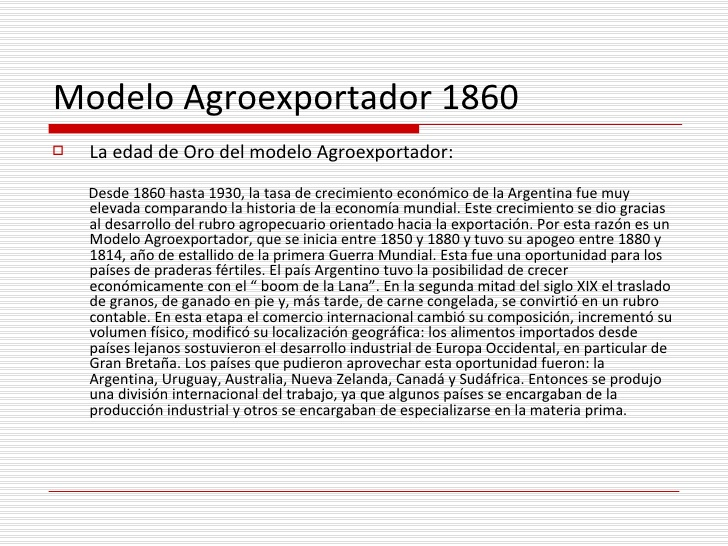 Modelo Agroexportador 1860
La edad de Oro del modelo Agroexportador:
Desde 1860 hasta 1930, la tasa de crecimiento económico de la Argentina fue muy
elevada comparando la historia de la economía mundial. Este crecimiento se dio gracias
al desarrollo del rubro agropecuario orientado hacia la exportación. Por esta razón es un
Modelo Agroexportador, que se inicia entre 1850 y 1880 y tuvo su apogeo entre 1880 y
1814, año de estallido de la primera Guerra Mundial. Esta fue una oportunidad para los
países de praderas fértiles. El país Argentino tuvo la posibilidad de crecer
económicamente con el “ boom de la Lana”. En la segunda mitad del siglo XIX el traslado
de granos, de ganado en pie y, más tarde, de carne congelada, se convirtió en un rubro
contable. En esta etapa el comercio internacional cambió su composición, incrementó su
volumen físico, modificó su localización geográfica: los alimentos importados desde
países lejanos sostuvieron el desarrollo industrial de Europa Occidental, en particular de
Gran Bretaña. Los países que pudieron aprovechar esta oportunidad fueron: la
Argentina, Uruguay, Australia, Nueva Zelanda, Canadá y Sudáfrica. Entonces se produjo
una división internacional del trabajo, ya que algunos países se encargaban de la
producción industrial y otros se encargaban de especializarse en la materia prima.